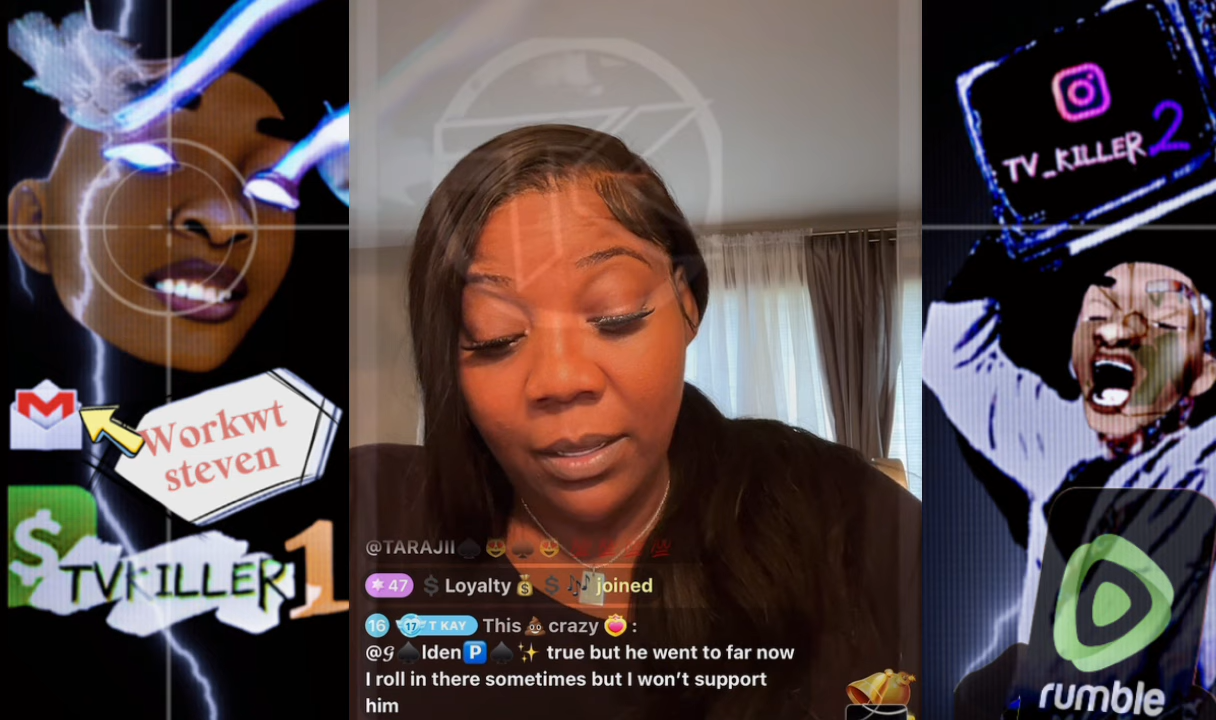 TV_KILLER2
Workwt
steven
TVKILLER1
rumble
@TARAJII♠️ 🤩♠️🤩 💯💯💯💯
47 💲Loyalty💰💲🎶 joined
16 17 T KAY This💩crazy😍 :
@𝓖♠️lden🅿️♠️✨ true but he went to far now
I roll in there sometimes but I won’t support
him